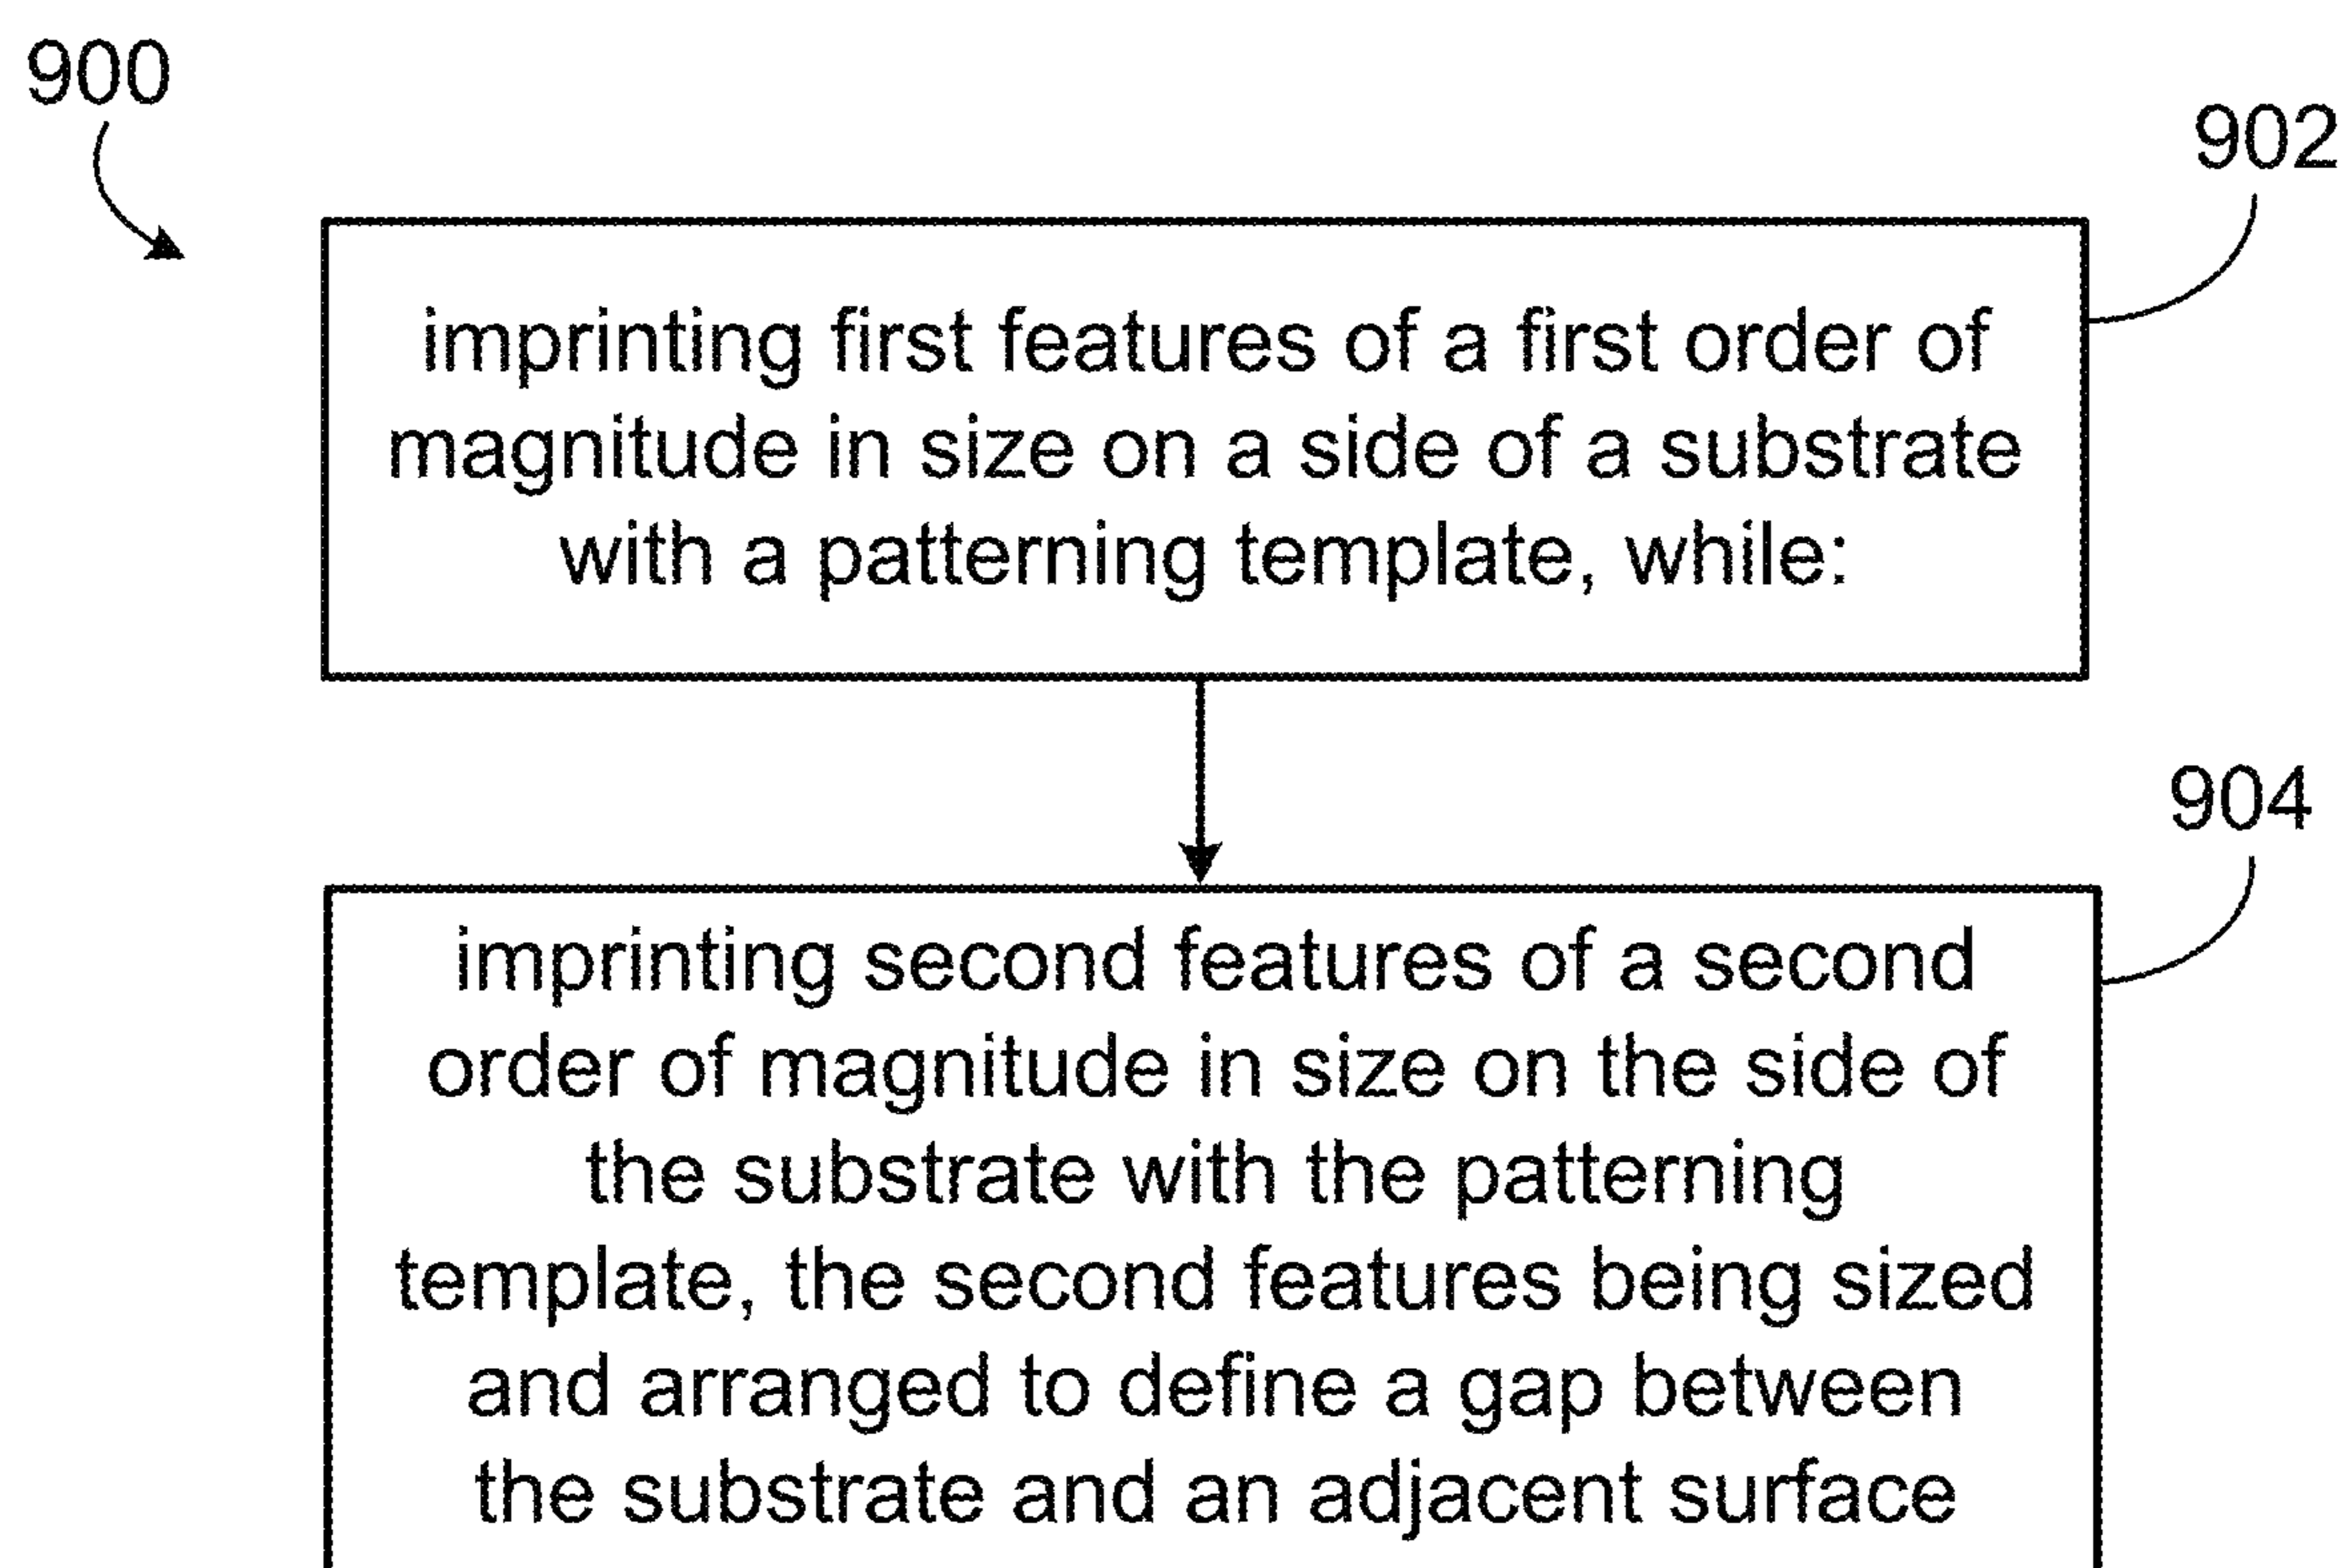 900
902
imprinting first features of a first order of
magnitude in size on a side of a substrate
with a patterning template, while:
904
imprinting second features of a second
order of magnitude in size on the side of
the substrate with the patterning
template, the second features being sized
and arranged to define a gap between
the substrate and an adjacent surface